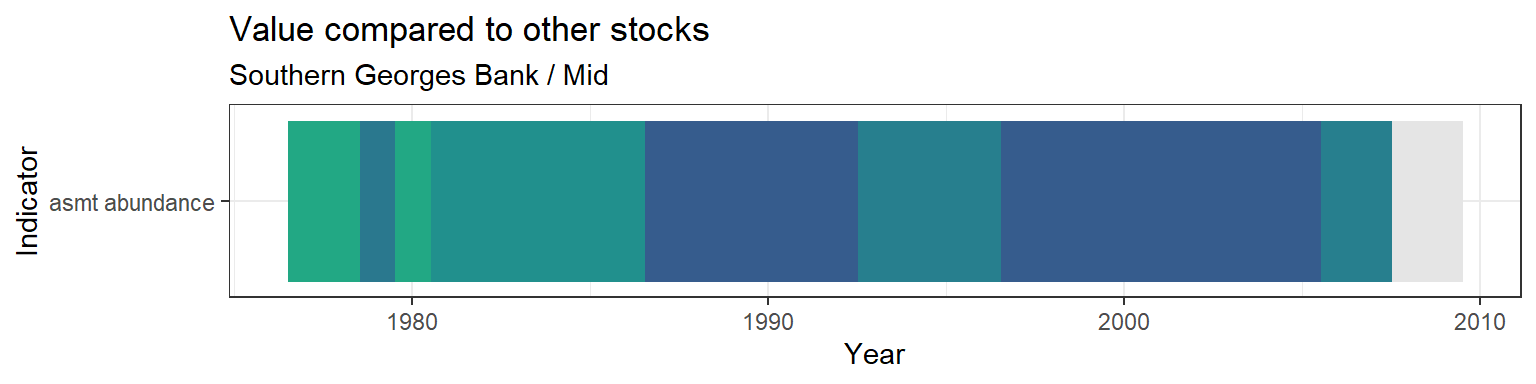 Value compared to other stocks
Southern Georges Bank / Mid
Indicator
asmt abundance
1980 1990 2000 2010
Year